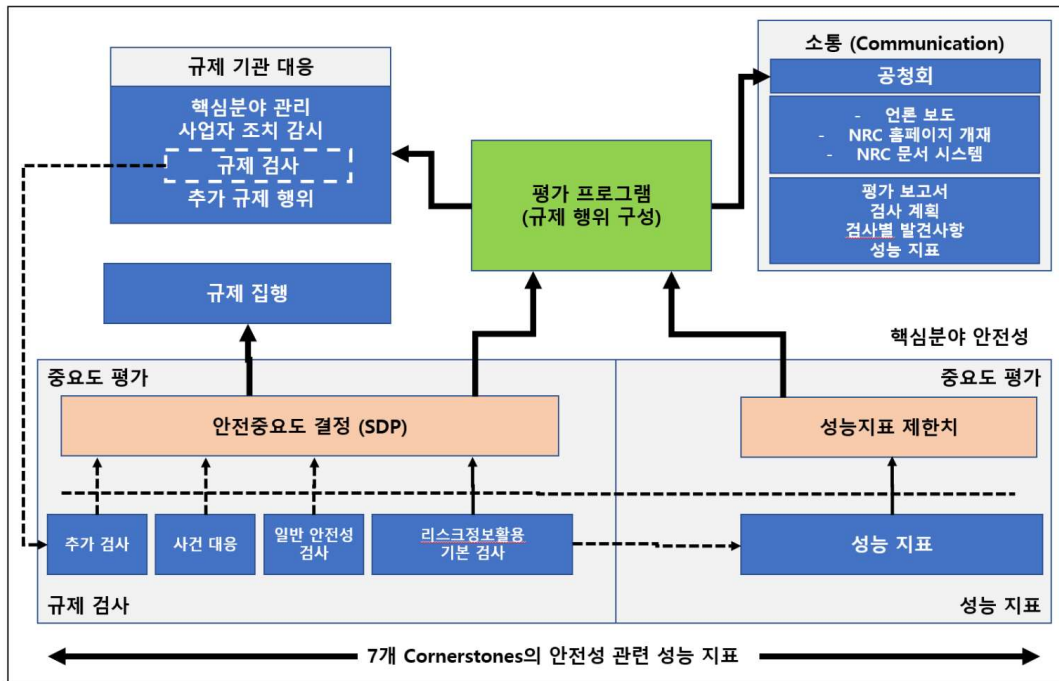 규제 기관 대응
핵심분야 관리
사업자 조치 감시
규제 검사
추가 규제 행위
규제 집행
평가 프로그램
(규제 행위 구성)
소통 (Communication)
공청회
- 언론 보도
- NRC 홈페이지 개재
- NRC 문서 시스템
평가 보고서
검사 계획
검사별 발견사항
성능 지표
핵심분야 안전성
중요도 평가
중요도 평가
안전중요도 결정 (SDP)
성능지표 제한치
추가 검사
사건 대응
일반 안전성
검사
리스크정보활용
기본 검사
성능 지표
규제 검사
성능 지표
7개 Cornerstones의 안전성 관련 성능 지표